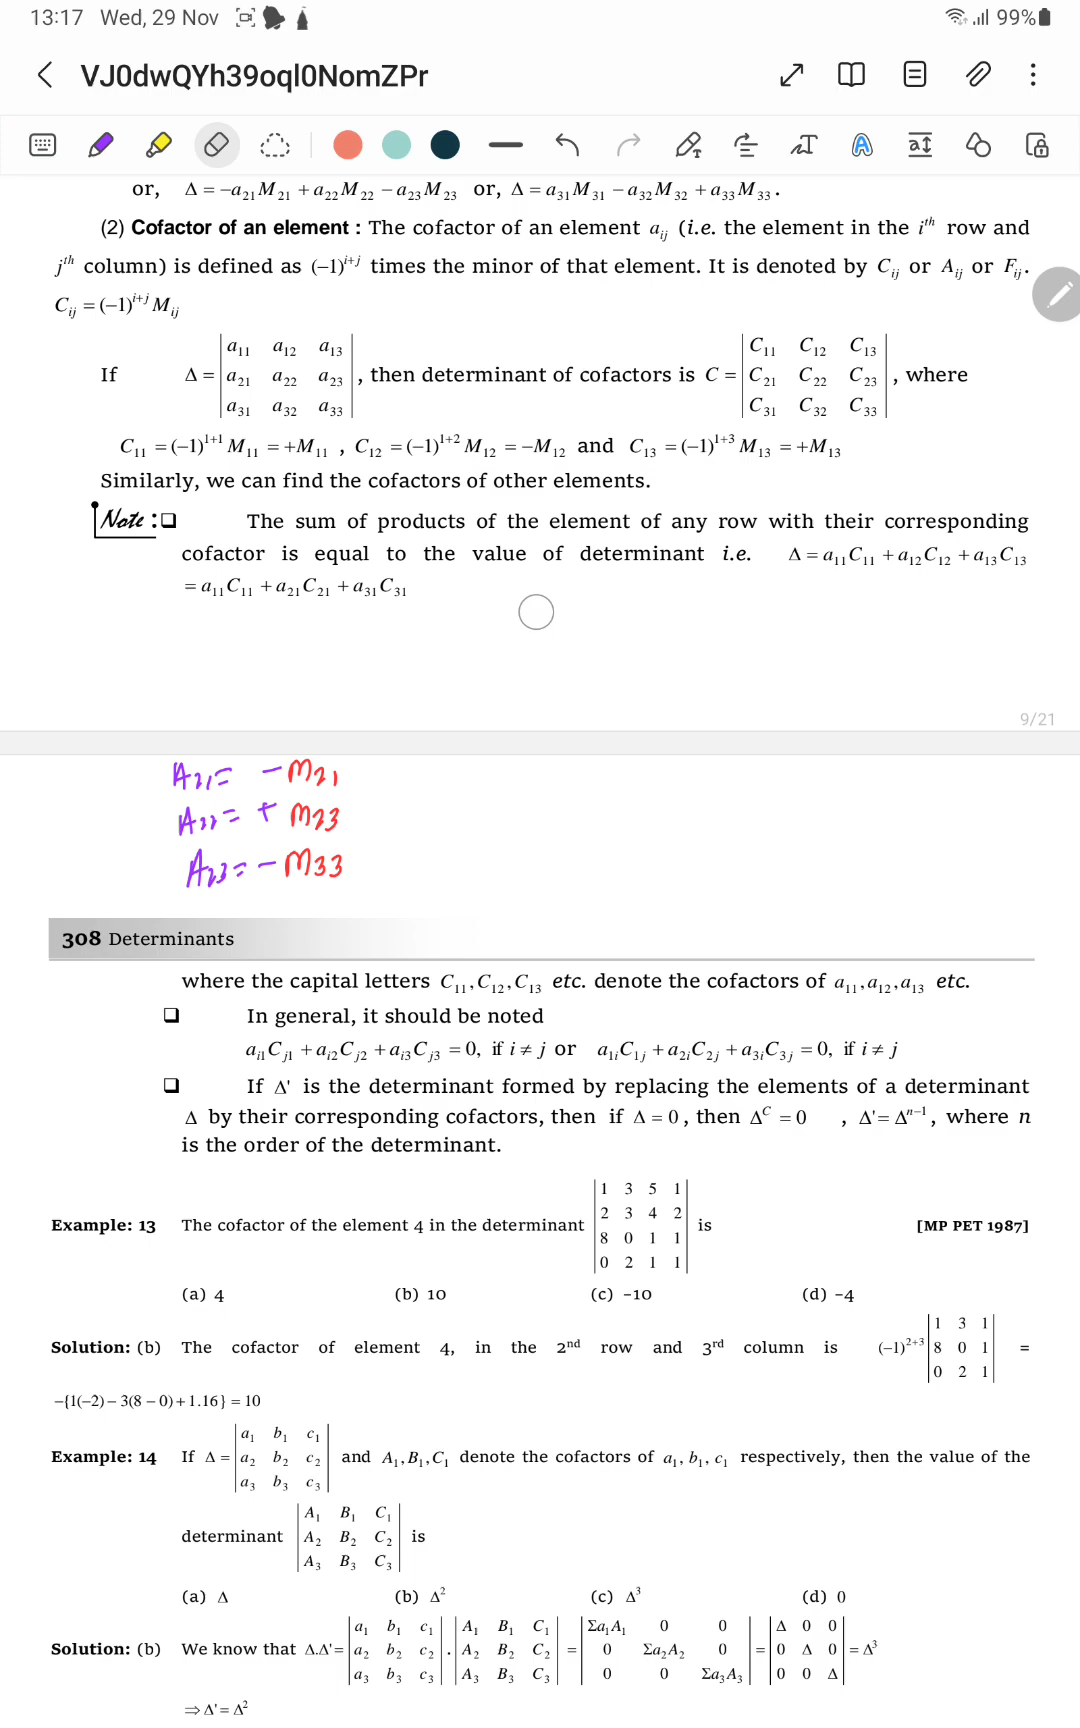 13:17 Wed, 29 Nov 99%
VJ0dwQYh39oql0NomZPr
or, Δ = −a₂₁M₂₁ + a₂₂M₂₂ − a₂₃M₂₃ or, Δ = a₃₁M₃₁ − a₃₂M₃₂ + a₃₃M₃₃ .
(2) Cofactor of an element : The cofactor of an element aᵢⱼ (i.e. the element in the iᵗʰ row and
jᵗʰ column) is defined as (−1)ⁱ⁺ʲ times the minor of that element. It is denoted by Cᵢⱼ or Aᵢⱼ or Fᵢⱼ.
Cᵢⱼ = (−1)ⁱ⁺ʲ Mᵢⱼ
If Δ = |a₁₁ a₁₂ a₁₃; a₂₁ a₂₂ a₂₃; a₃₁ a₃₂ a₃₃| , then determinant of cofactors is C = |C₁₁ C₁₂ C₁₃; C₂₁ C₂₂ C₂₃; C₃₁ C₃₂ C₃₃| , where
C₁₁ = (−1)¹⁺¹ M₁₁ = +M₁₁ , C₁₂ = (−1)¹⁺² M₁₂ = −M₁₂ and C₁₃ = (−1)¹⁺³ M₁₃ = +M₁₃
Similarly, we can find the cofactors of other elements.
Note : ❑ The sum of products of the element of any row with their corresponding
cofactor is equal to the value of determinant i.e. Δ = a₁₁C₁₁ + a₁₂C₁₂ + a₁₃C₁₃
= a₁₁C₁₁ + a₂₁C₂₁ + a₃₁C₃₁
9/21
A₂₁ = −M₂₁
A₂₂ = + M₂₃
A₂₃ = − M₃₃
308 Determinants
where the capital letters C₁₁, C₁₂, C₁₃ etc. denote the cofactors of a₁₁, a₁₂, a₁₃ etc.
❑ In general, it should be noted
aᵢ₁Cⱼ₁ + aᵢ₂Cⱼ₂ + aᵢ₃Cⱼ₃ = 0, if i ≠ j or a₁ᵢC₁ⱼ + a₂ᵢC₂ⱼ + a₃ᵢC₃ⱼ = 0, if i ≠ j
❑ If Δ' is the determinant formed by replacing the elements of a determinant
Δ by their corresponding cofactors, then if Δ = 0, then Δᶜ = 0 , Δ' = Δⁿ⁻¹, where n
is the order of the determinant.
Example: 13 The cofactor of the element 4 in the determinant |1 3 5 1; 2 3 4 2; 8 0 1 1; 0 2 1 1| is [MP PET 1987]
(a) 4 (b) 10 (c) -10 (d) -4
Solution: (b) The cofactor of element 4, in the 2ⁿᵈ row and 3ʳᵈ column is (−1)²⁺³ |1 3 1; 8 0 1; 0 2 1| =
−{1(−2) − 3(8 − 0) + 1.16} = 10
Example: 14 If Δ = |a₁ b₁ c₁; a₂ b₂ c₂; a₃ b₃ c₃| and A₁, B₁, C₁ denote the cofactors of a₁, b₁, c₁ respectively, then the value of the
determinant |A₁ B₁ C₁; A₂ B₂ C₂; A₃ B₃ C₃| is
(a) Δ (b) Δ² (c) Δ³ (d) 0
Solution: (b) We know that Δ.Δ' = |a₁ b₁ c₁; a₂ b₂ c₂; a₃ b₃ c₃| . |A₁ B₁ C₁; A₂ B₂ C₂; A₃ B₃ C₃| = |Σa₁A₁ 0 0; 0 Σa₂A₂ 0; 0 0 Σa₃A₃| = |Δ 0 0; 0 Δ 0; 0 0 Δ| = Δ³
⇒ Δ' = Δ²